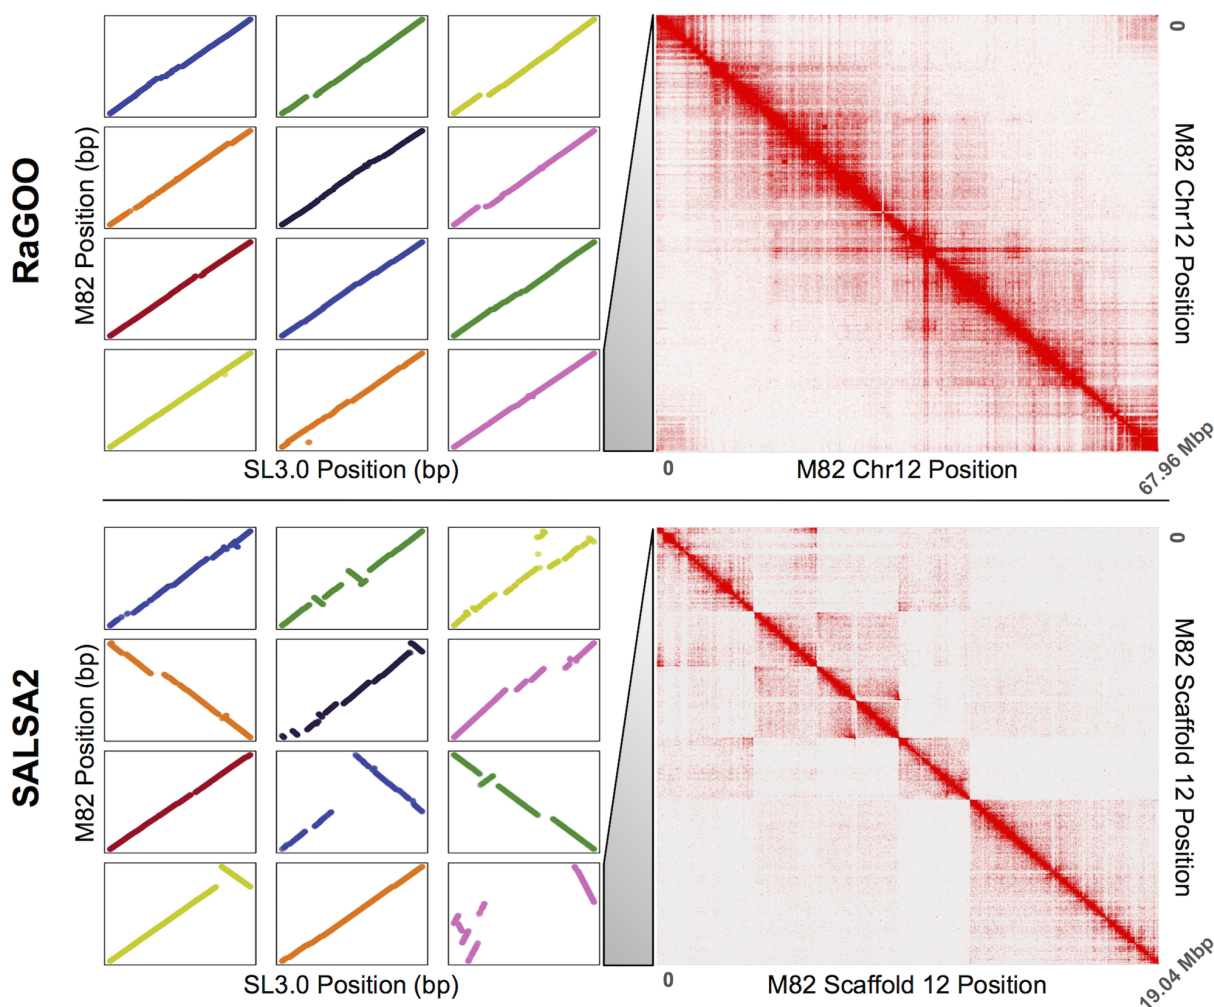 RaGOO
M82 Position (bp)
SL3.0 Position (bp)
0
M82 Chr12 Position
0
M82 Chr12 Position
67.96 Mbp
SALSA2
M82 Position (bp)
SL3.0 Position (bp)
0
M82 Scaffold 12 Position
0
M82 Scaffold 12 Position
19.04 Mbp